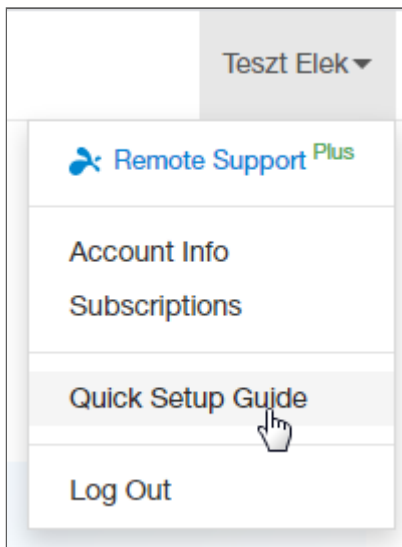 Teszt Elek
Remote Support Plus
Account Info
Subscriptions
Quick Setup Guide
Log Out